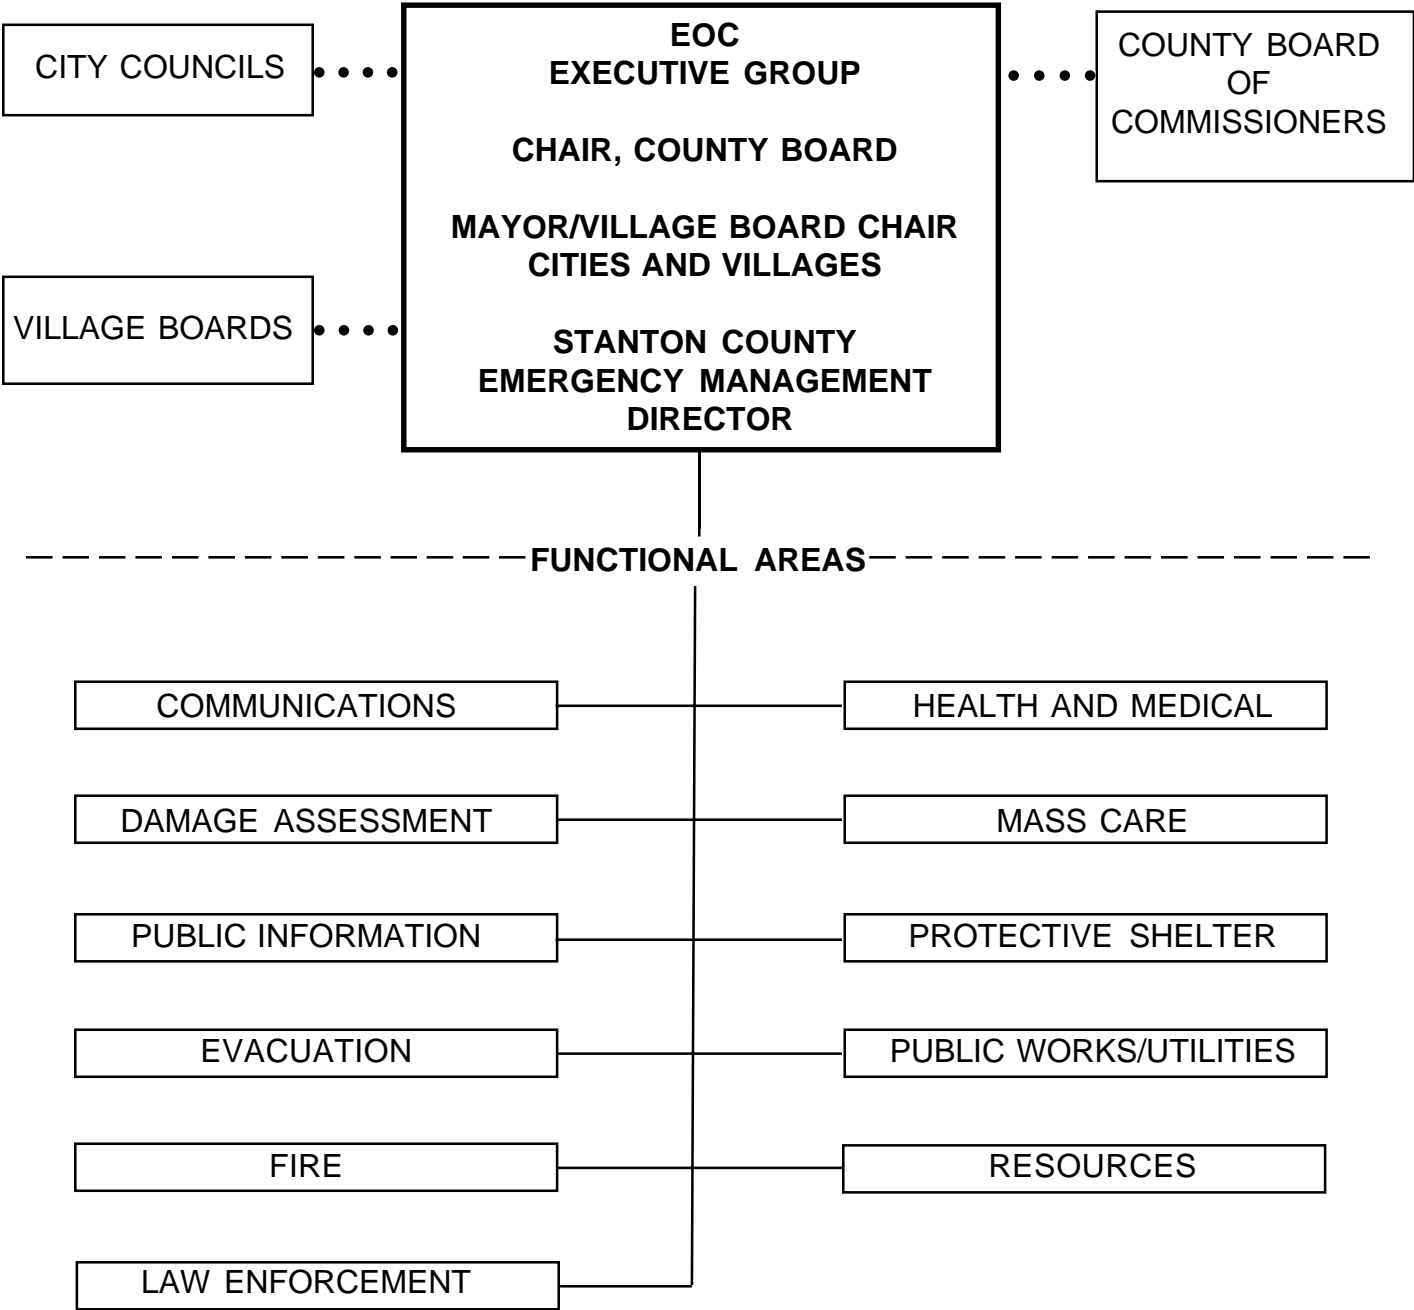 CITY COUNCILS
EOC
EXECUTIVE GROUP
CHAIR, COUNTY BOARD
MAYOR/VILLAGE BOARD CHAIR
CITIES AND VILLAGES
STANTON COUNTY
EMERGENCY MANAGEMENT
DIRECTOR
COUNTY BOARD
OF
COMMISSIONERS
VILLAGE BOARDS
FUNCTIONAL AREAS
COMMUNICATIONS
HEALTH AND MEDICAL
DAMAGE ASSESSMENT
MASS CARE
PUBLIC INFORMATION
PROTECTIVE SHELTER
EVACUATION
PUBLIC WORKS/UTILITIES
FIRE
RESOURCES
LAW ENFORCEMENT